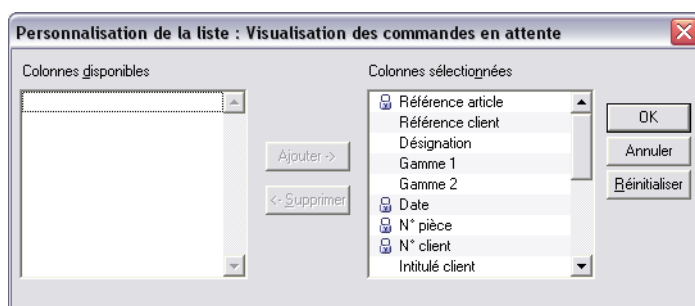 Personnalisation de la liste : Visualisation des commandes en attente
Colonnes disponibles
Colonnes sélectionnées
Référence article
Référence client
Désignation
Gamme 1
Gamme 2
Date
N° pièce
N° client
Intitulé client
Ajouter ->
<- Supprimer
OK
Annuler
Réinitialiser